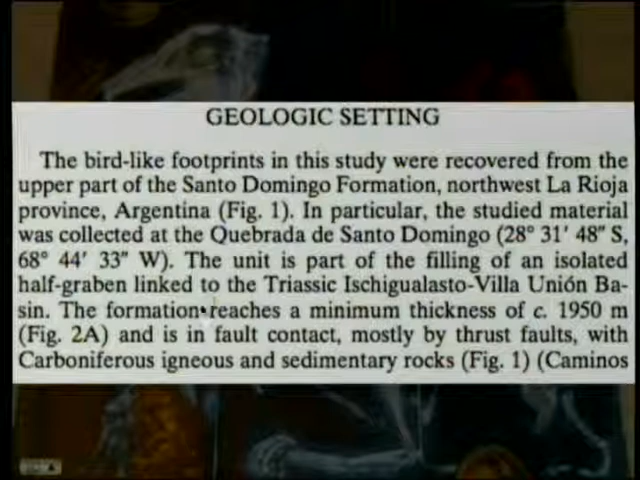 GEOLOGIC SETTING
The bird-like footprints in this study were recovered from the
upper part of the Santo Domingo Formation, northwest La Rioja
province, Argentina (Fig. 1). In particular, the studied material
was collected at the Quebrada de Santo Domingo (28° 31′ 48″ S,
68° 44′ 33″ W). The unit is part of the filling of an isolated
half-graben linked to the Triassic Ischigualasto-Villa Unión Ba-
sin. The formation reaches a minimum thickness of c. 1950 m
(Fig. 2A) and is in fault contact, mostly by thrust faults, with
Carboniferous igneous and sedimentary rocks (Fig. 1) (Caminos